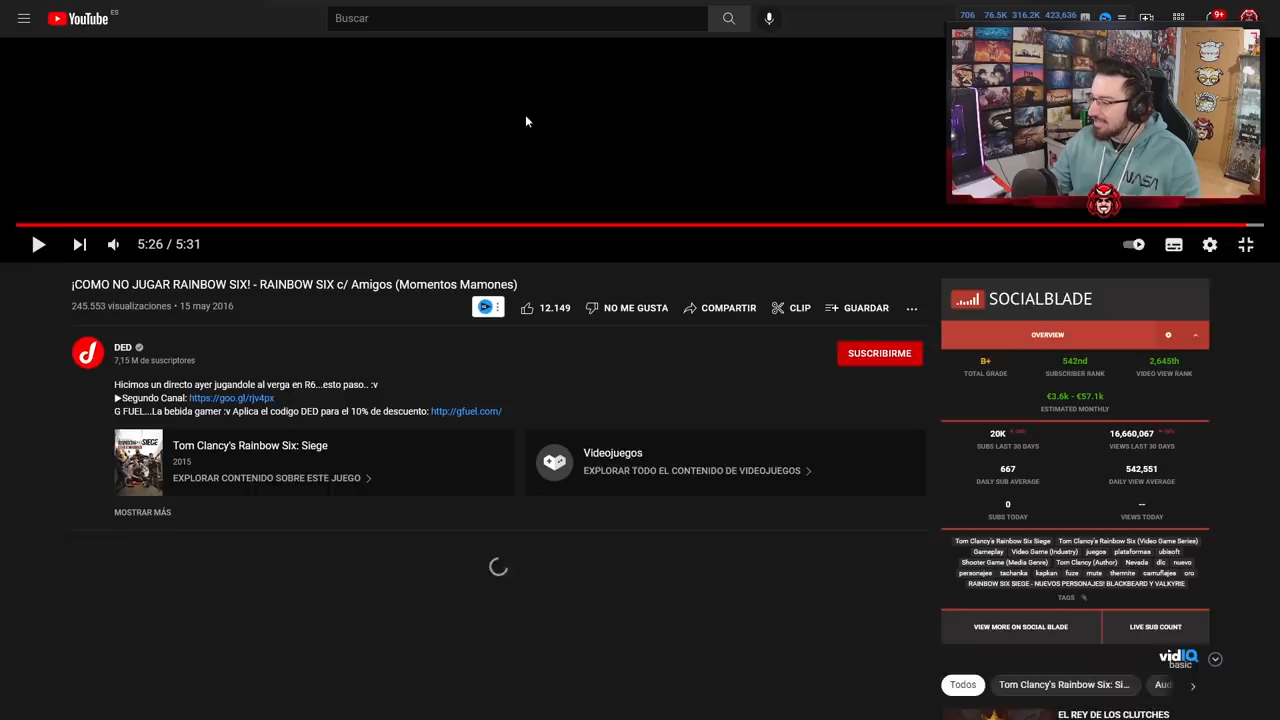 YouTube ES
Buscar
706 76.5K 316.2K 423,636
9+
NASA
5:26 / 5:31
¡COMO NO JUGAR RAINBOW SIX! - RAINBOW SIX c/ Amigos (Momentos Mamones)
245.553 visualizaciones • 15 may 2016
12.149 NO ME GUSTA COMPARTIR CLIP GUARDAR ...
DED
7,15 M de suscriptores
SUSCRIBIRME
Hicimos un directo ayer jugandole al verga en R6...esto paso.. :v
▶Segundo Canal: https://goo.gl/rjv4px
G FUEL...La bebida gamer :v Aplica el codigo DED para el 10% de descuento: http://gfuel.com/
Tom Clancy's Rainbow Six: Siege
2015
EXPLORAR CONTENIDO SOBRE ESTE JUEGO
Videojuegos
EXPLORAR TODO EL CONTENIDO DE VIDEOJUEGOS
MOSTRAR MÁS
SOCIALBLADE
OVERVIEW
B+ 542nd 2,645th
TOTAL GRADE SUBSCRIBER RANK VIDEO VIEW RANK
€3.6k - €57.1k
ESTIMATED MONTHLY
20K 16,660,067
SUBS LAST 30 DAYS VIEWS LAST 30 DAYS
667 542,551
DAILY SUB AVERAGE DAILY VIEW AVERAGE
0 --
SUBS TODAY VIEWS TODAY
Tom Clancy's Rainbow Six Siege Tom Clancy's Rainbow Six (Video Game Series)
Gameplay Video Game (Industry) juegos plataformas ubisoft
Shooter Game (Media Genre) Tom Clancy (Author) Nevada dlc nuevo
personajes tachanka kapkan fuze mute thermite camuflajes oro
RAINBOW SIX SIEGE - NUEVOS PERSONAJES! BLACKBEARD Y VALKYRIE
TAGS
VIEW MORE ON SOCIAL BLADE LIVE SUB COUNT
vidIQ
basic
Todos Tom Clancy's Rainbow Six: Si... Aud
EL REY DE LOS CLUTCHES